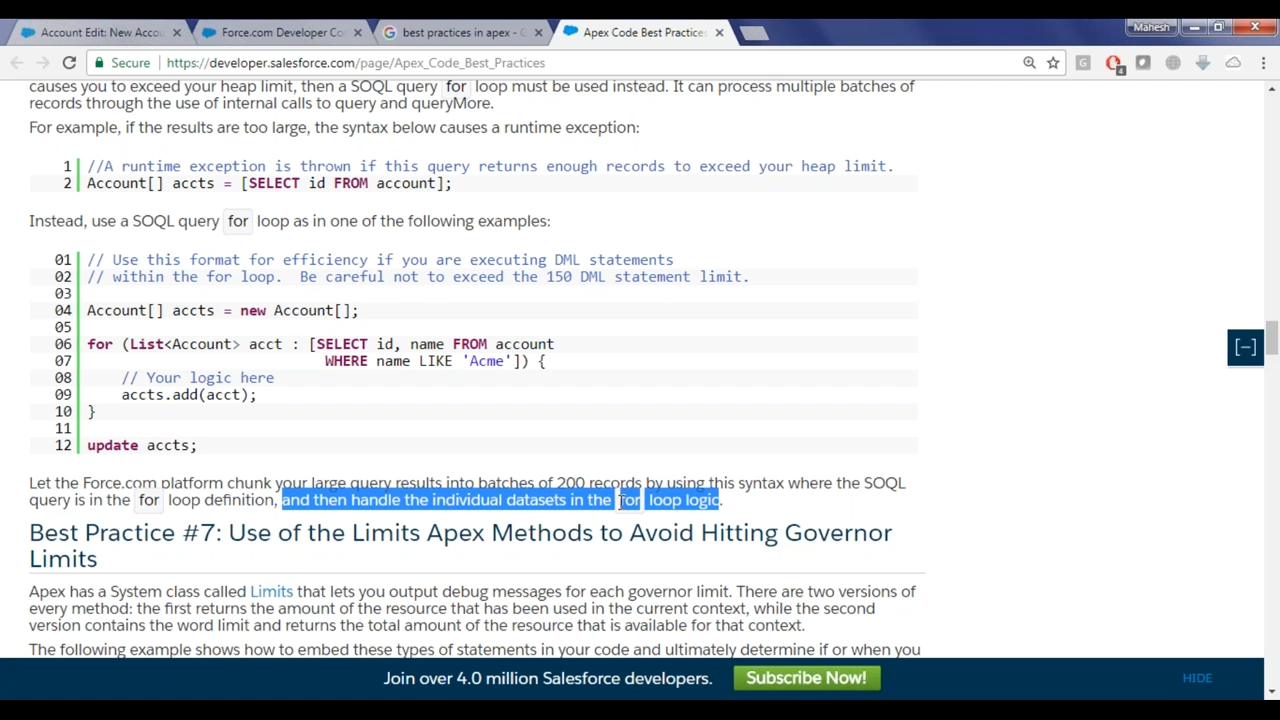 Account Edit: New Accou
Force.com Developer Co
best practices in apex - G
Apex Code Best Practices
Mahesh
Secure
https://developer.salesforce.com/page/Apex_Code_Best_Practices
causes you to exceed your heap limit, then a SOQL query for loop must be used instead. It can process multiple batches of
records through the use of internal calls to query and queryMore.
For example, if the results are too large, the syntax below causes a runtime exception:
1 //A runtime exception is thrown if this query returns enough records to exceed your heap limit.
2 Account[] accts = [SELECT id FROM account];
Instead, use a SOQL query for loop as in one of the following examples:
01 // Use this format for efficiency if you are executing DML statements
02 // within the for loop.  Be careful not to exceed the 150 DML statement limit.
03
04 Account[] accts = new Account[];
05
06 for (List<Account> acct : [SELECT id, name FROM account
07 WHERE name LIKE 'Acme']) {
08 // Your logic here
09 accts.add(acct);
10 }
11
12 update accts;
Let the Force.com platform chunk your large query results into batches of 200 records by using this syntax where the SOQL
query is in the for loop definition, and then handle the individual datasets in the for loop logic.
Best Practice #7: Use of the Limits Apex Methods to Avoid Hitting Governor
Limits
Apex has a System class called Limits that lets you output debug messages for each governor limit. There are two versions of
every method: the first returns the amount of the resource that has been used in the current context, while the second
version contains the word limit and returns the total amount of the resource that is available for that context.
The following example shows how to embed these types of statements in your code and ultimately determine if or when you
[-]
Join over 4.0 million Salesforce developers.
Subscribe Now!
HIDE